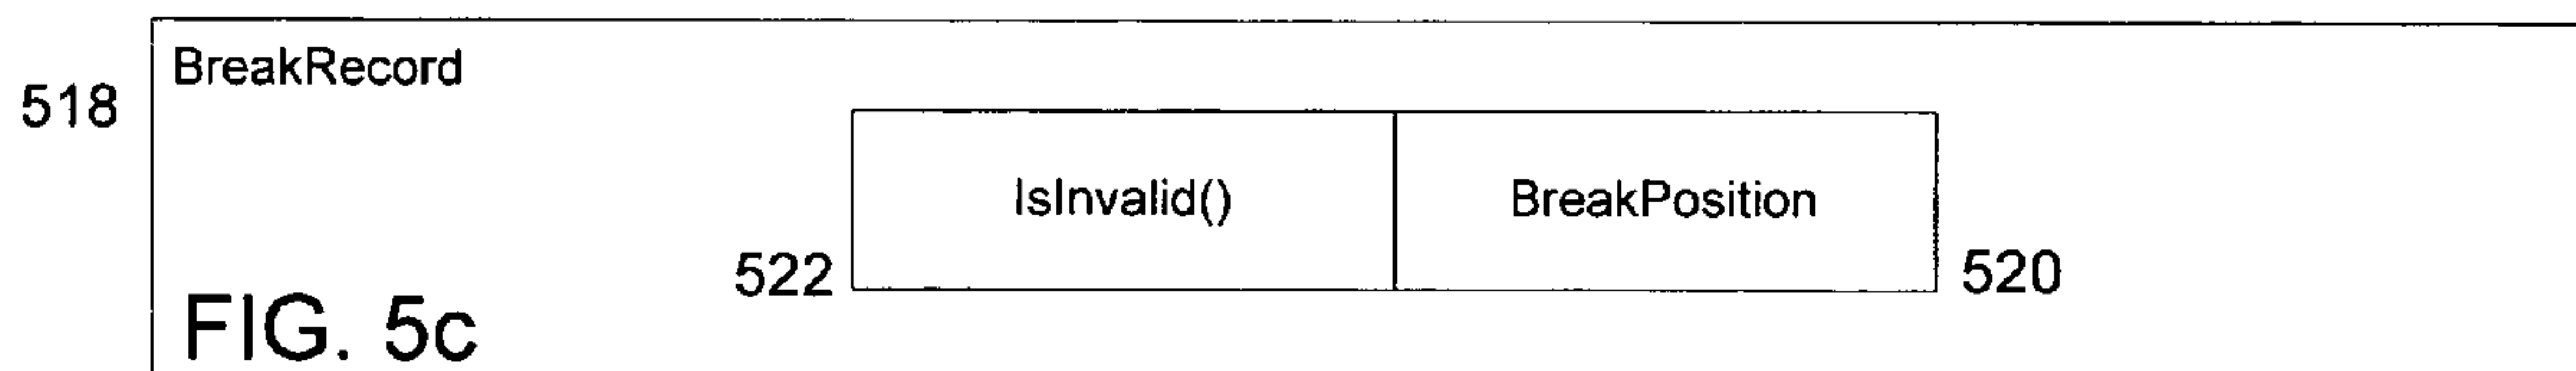 BreakRecord
518
IsInvalid() BreakPosition
522 520
FIG. 5c